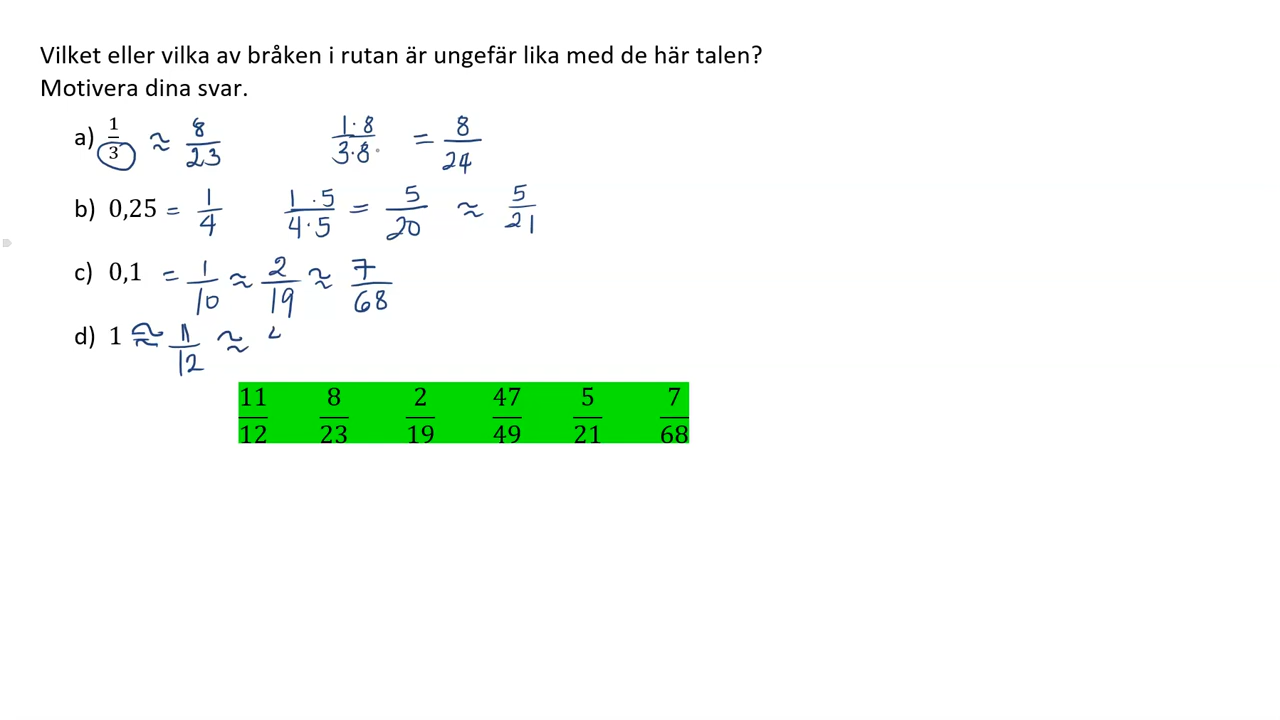 Vilket eller vilka av bråken i rutan är ungefär lika med de här talen?
Motivera dina svar.
a) 1/3 ≈ 8/23 1·8/3·8 = 8/24
b) 0,25 = 1/4 1·5/4·5 = 5/20 ≈ 5/21
c) 0,1 = 1/10 ≈ 2/19 ≈ 7/68
d) 1 ≈ 11/12 ≈
11/12 8/23 2/19 47/49 5/21 7/68